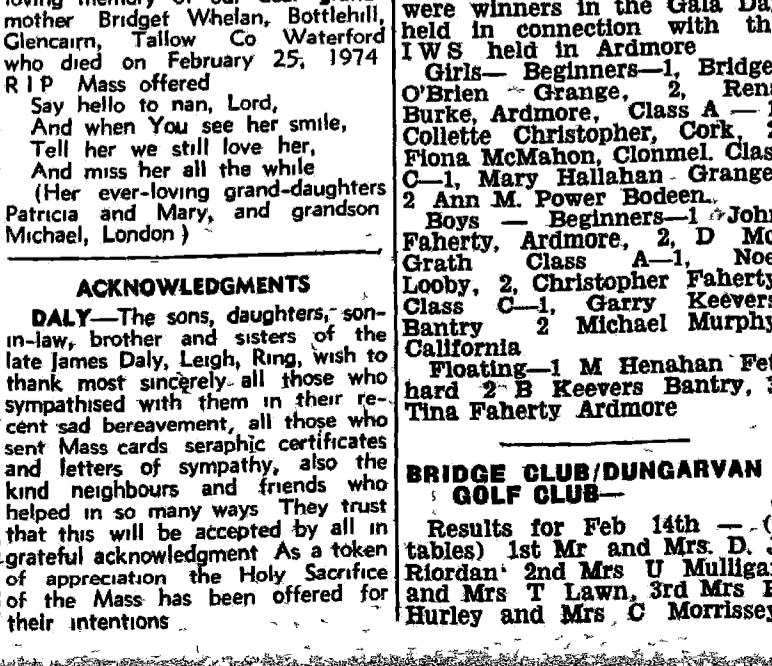 mother Bridget Whelan, Bottlehill,
Glencairn, Tallow Co Waterford
who died on February 25, 1974
R I P Mass offered
Say hello to nan, Lord,
And when You see her smile,
Tell her we still love her,
And miss her all the while
(Her ever-loving grand-daughters
Patricia and Mary, and grandson
Michael, London)
ACKNOWLEDGMENTS
DALY—The sons, daughters, son-
in-law, brother and sisters of the
late James Daly, Leigh, Ring, wish to
thank most sincerely all those who
sympathised with them in their re-
cent sad bereavement, all those who
sent Mass cards seraphic certificates
and letters of sympathy, also the
kind neighbours and friends who
helped in so many ways They trust
that this will be accepted by all in
grateful acknowledgment As a token
of appreciation the Holy Sacrifice
of the Mass has been offered for
their intentions
were winners in the Gala Da
held in connection with th
I W S held in Ardmore
Girls— Beginners—1, Bridge
O'Brien Grange, 2, Ren
Burke, Ardmore, Class A —
Collette Christopher, Cork,
Fiona McMahon, Clonmel. Clas
C—1, Mary Hallahan Grange
2 Ann M. Power Bodeen.
Boys — Beginners—1 John
Faherty, Ardmore, 2, D Mc
Grath Class A—1, Noe
Looby, 2, Christopher Faherty
Class C—1, Garry Keevers
Bantry 2 Michael Murphy
California
Floating—1 M Henahan Fet
hard 2 B Keevers Bantry, 3
Tina Faherty Ardmore
BRIDGE CLUB/DUNGARVAN
GOLF CLUB—
Results for Feb 14th —
tables) 1st Mr and Mrs. D.
Riordan 2nd Mrs U Mulliga
and Mrs T Lawn, 3rd Mrs
Hurley and Mrs C Morrissey